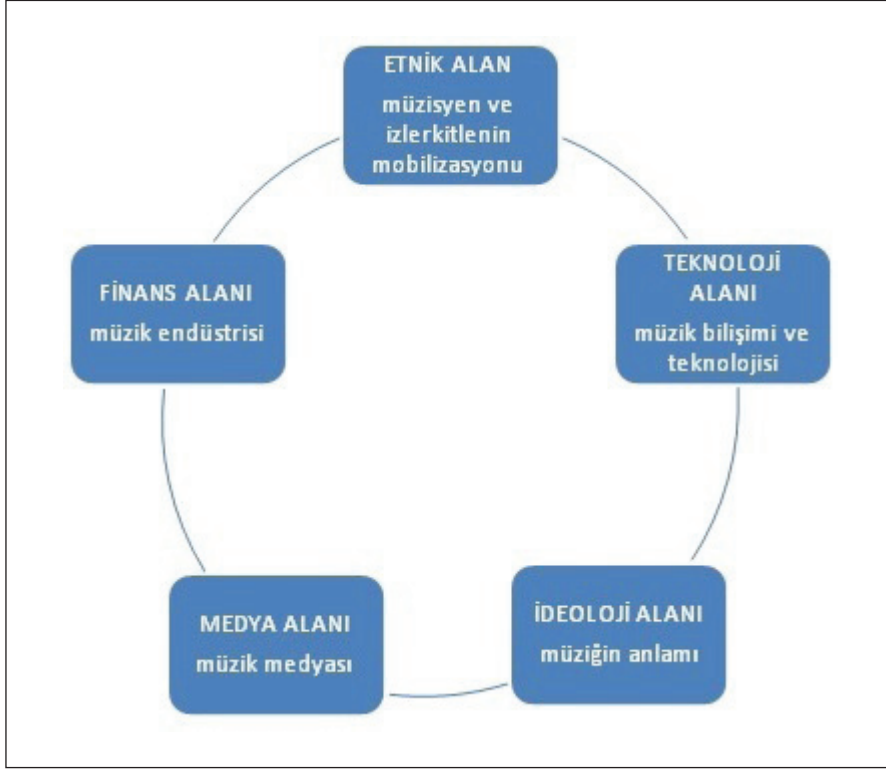 ETNİK ALAN
müzisyen ve
izlerkitlenin
mobilizasyonu
TEKNOLOJİ
ALANI
müzik bilişimi ve
teknolojisi
İDEOLOJİ ALANI
müziğin anlamı
MEDYA ALANI
müzik medyası
FİNANS ALANI
müzik endüstrisi